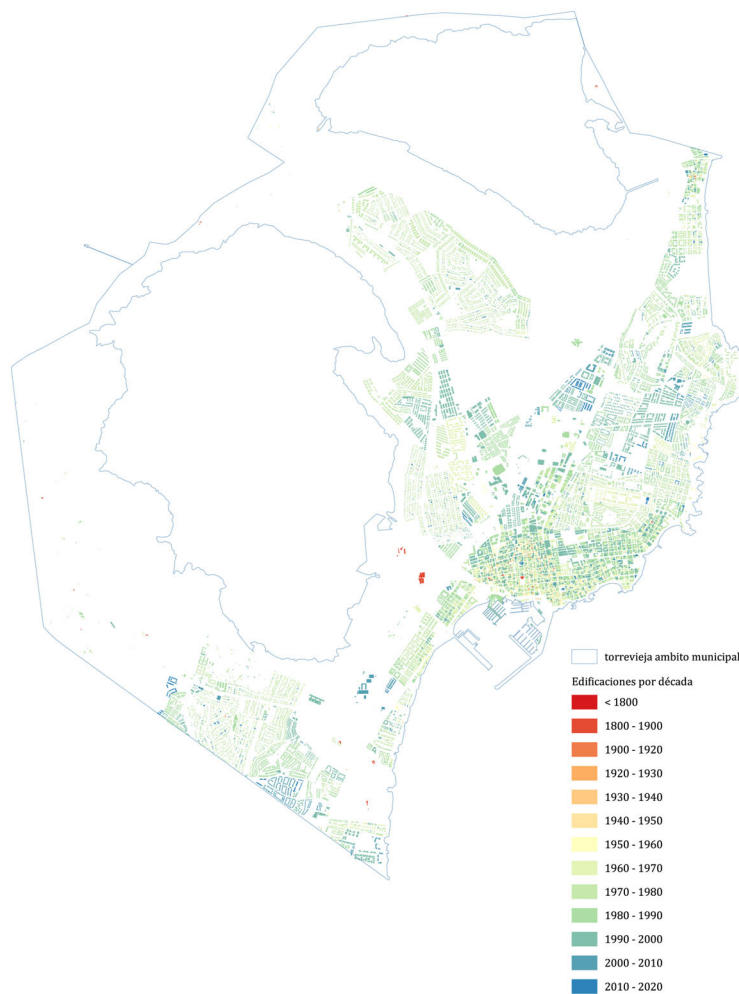 torrevieja ambito municipal
Edificaciones por década
< 1800
1800 - 1900
1900 - 1920
1920 - 1930
1930 - 1940
1940 - 1950
1950 - 1960
1960 - 1970
1970 - 1980
1980 - 1990
1990 - 2000
2000 - 2010
2010 - 2020